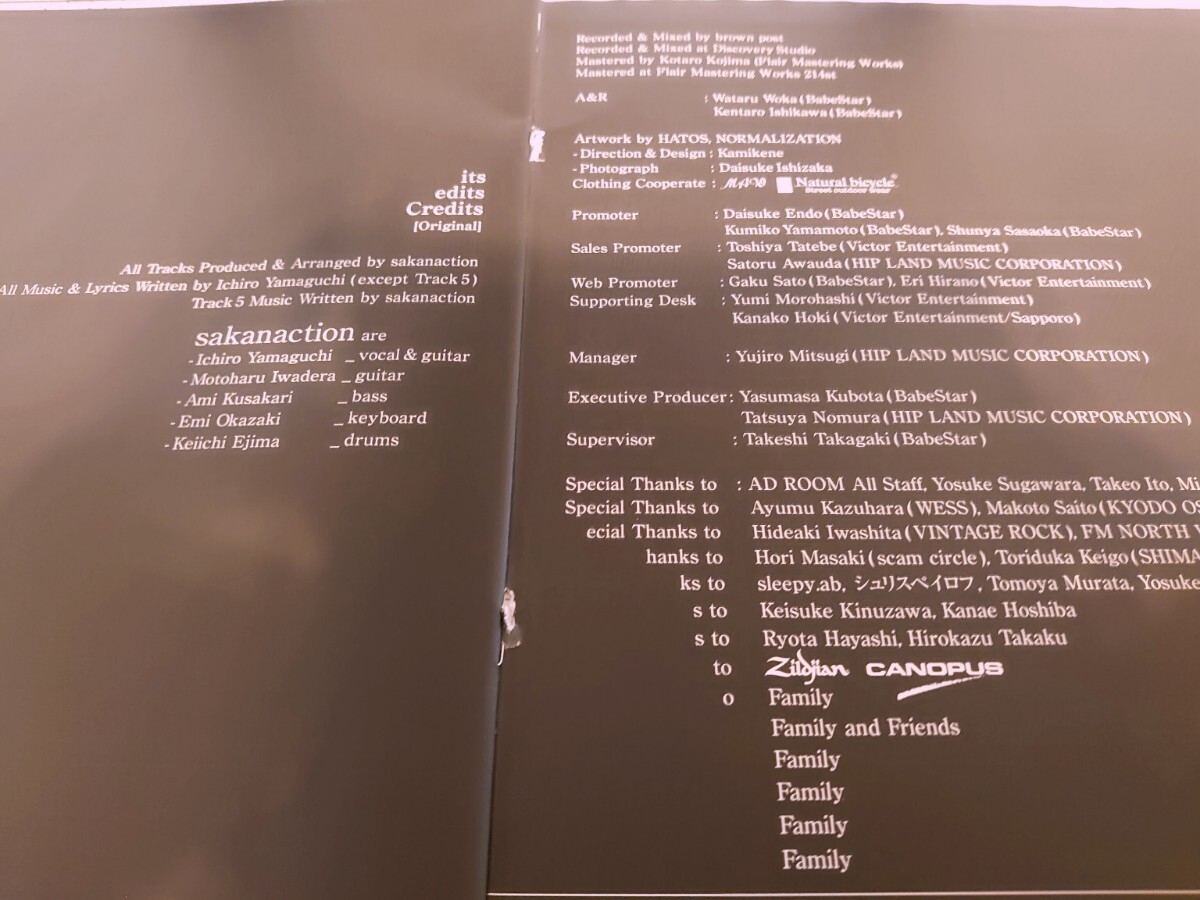 its
edits
Credits
[Original]
All Tracks Produced & Arranged by sakanaction
All Music & Lyrics Written by Ichiro Yamaguchi (except Track 5)
Track 5 Music Written by sakanaction
sakanaction are
- Ichiro Yamaguchi _ vocal & guitar
- Motoharu Iwadera _ guitar
- Ami Kusakari _ bass
- Emi Okazaki _ keyboard
- Keiichi Ejima _ drums
Recorded & Mixed by brown post
Recorded & Mixed at Discovery Studio
Mastered by Kotaro Kojima (Flair Mastering Works)
Mastered at Flair Mastering Works 214st
A&R : Wataru Woka (BabeStar)
Kentaro Ishikawa (BabeStar)
Artwork by HATOS, NORMALIZATION
- Direction & Design : Kamikene
- Photograph : Daisuke Ishizaka
Clothing Cooperate : Natural bicycle
Street outdoor wear
Promoter : Daisuke Endo (BabeStar)
Kumiko Yamamoto (BabeStar), Shunya Sasaoka (BabeStar)
Sales Promoter : Toshiya Tatebe (Victor Entertainment)
Satoru Awauda (HIP LAND MUSIC CORPORATION)
Web Promoter : Gaku Sato (BabeStar), Eri Hirano (Victor Entertainment)
Supporting Desk : Yumi Morohashi (Victor Entertainment)
Kanako Hoki (Victor Entertainment/Sapporo)
Manager : Yujiro Mitsugi (HIP LAND MUSIC CORPORATION)
Executive Producer : Yasumasa Kubota (BabeStar)
Tatsuya Nomura (HIP LAND MUSIC CORPORATION)
Supervisor : Takeshi Takagaki (BabeStar)
Special Thanks to : AD ROOM All Staff, Yosuke Sugawara, Takeo Ito, Mi
Special Thanks to Ayumu Kazuhara (WESS), Makoto Saito (KYODO OS
ecial Thanks to Hideaki Iwashita (VINTAGE ROCK), FM NORTH
hanks to Hori Masaki (scam circle), Toriduka Keigo (SHIMA
ks to sleepy.ab, シュリスペイロフ, Tomoya Murata, Yosuke
s to Keisuke Kinuzawa, Kanae Hoshiba
s to Ryota Hayashi, Hirokazu Takaku
to Zildjian CANOPUS
o Family
Family and Friends
Family
Family
Family
Family